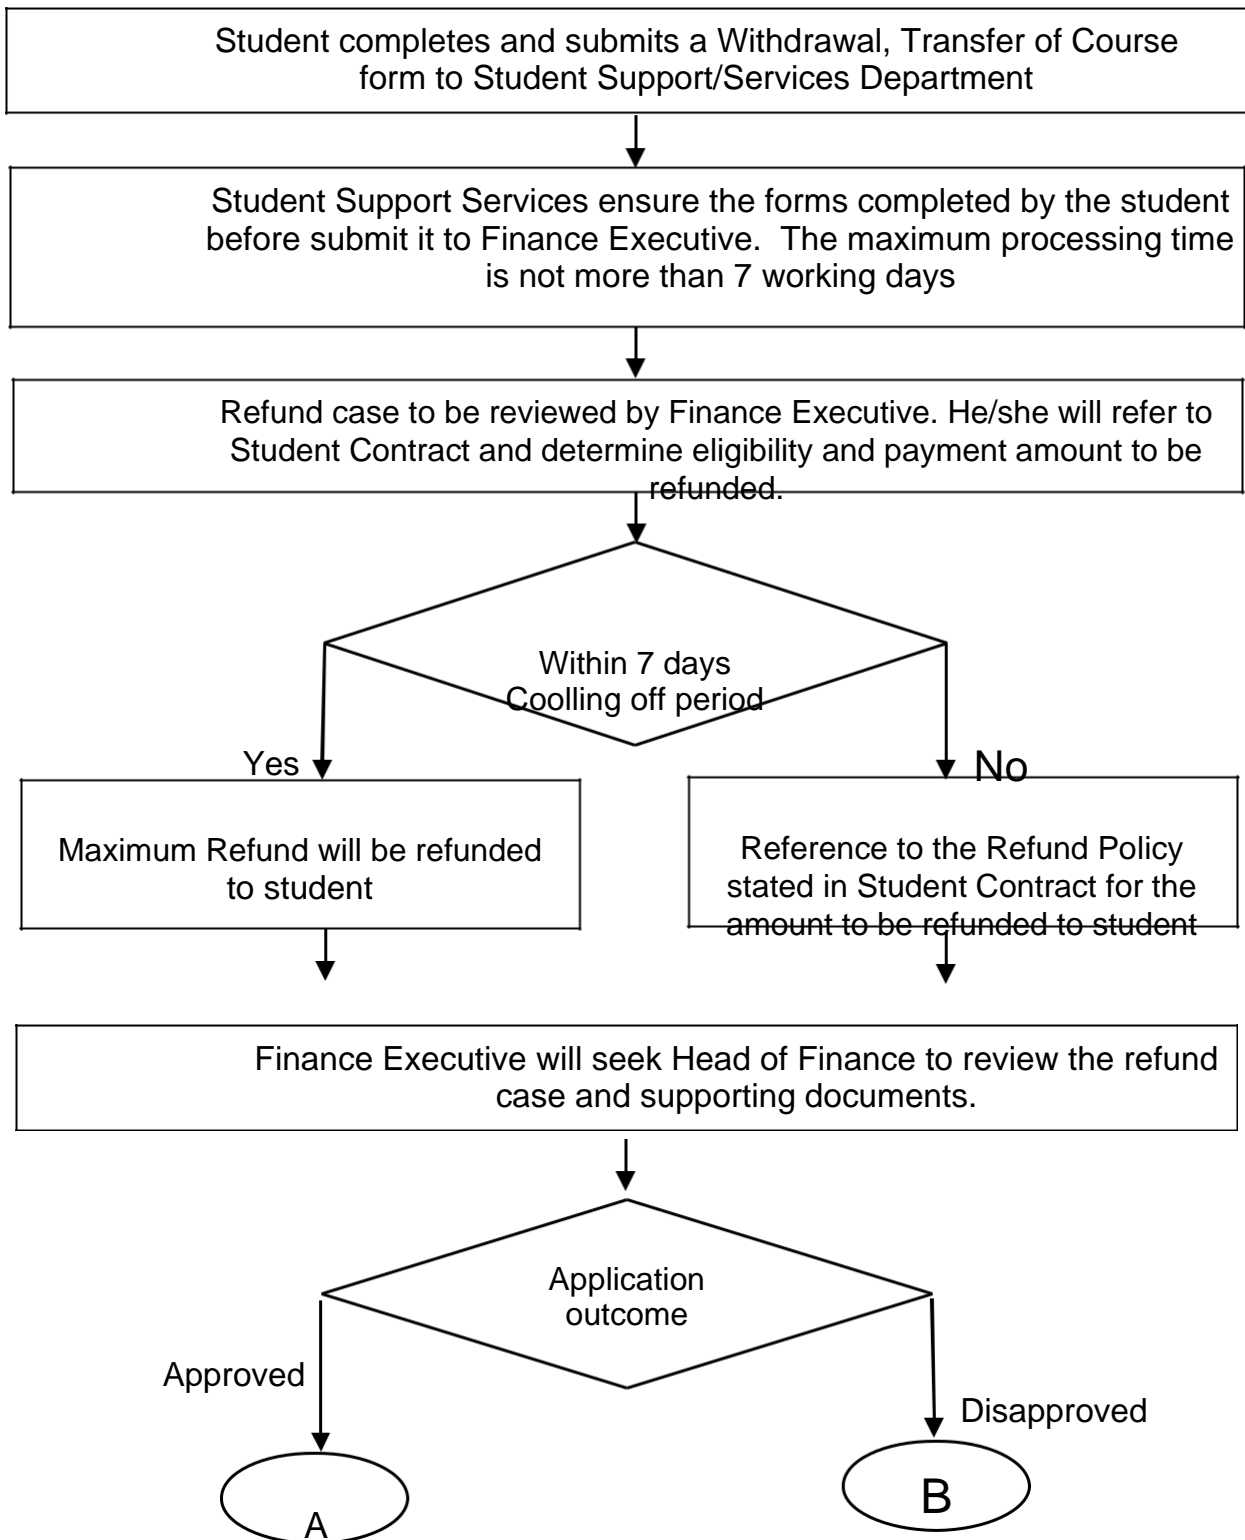 Student completes and submits a Withdrawal, Transfer of Course
form to Student Support/Services Department
Student Support Services ensure the forms completed by the student
before submit it to Finance Executive.  The maximum processing time
is not more than 7 working days
Refund case to be reviewed by Finance Executive. He/she will refer to
Student Contract and determine eligibility and payment amount to be
refunded.
Within 7 days
Coolling off period
Yes
No
Maximum Refund will be refunded
to student
Reference to the Refund Policy
stated in Student Contract for the
amount to be refunded to student
Finance Executive will seek Head of Finance to review the refund
case and supporting documents.
Application
outcome
Approved
Disapproved
A
B